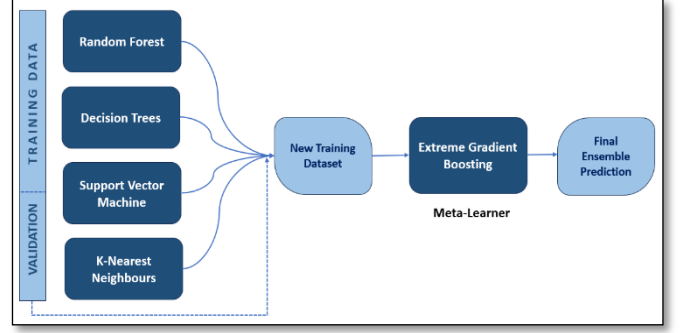 TRAINING DATA
VALIDATION
Random Forest
Decision Trees
Support Vector
Machine
K-Nearest
Neighbours
New Training
Dataset
Extreme Gradient
Boosting
Meta-Learner
Final
Ensemble
Prediction